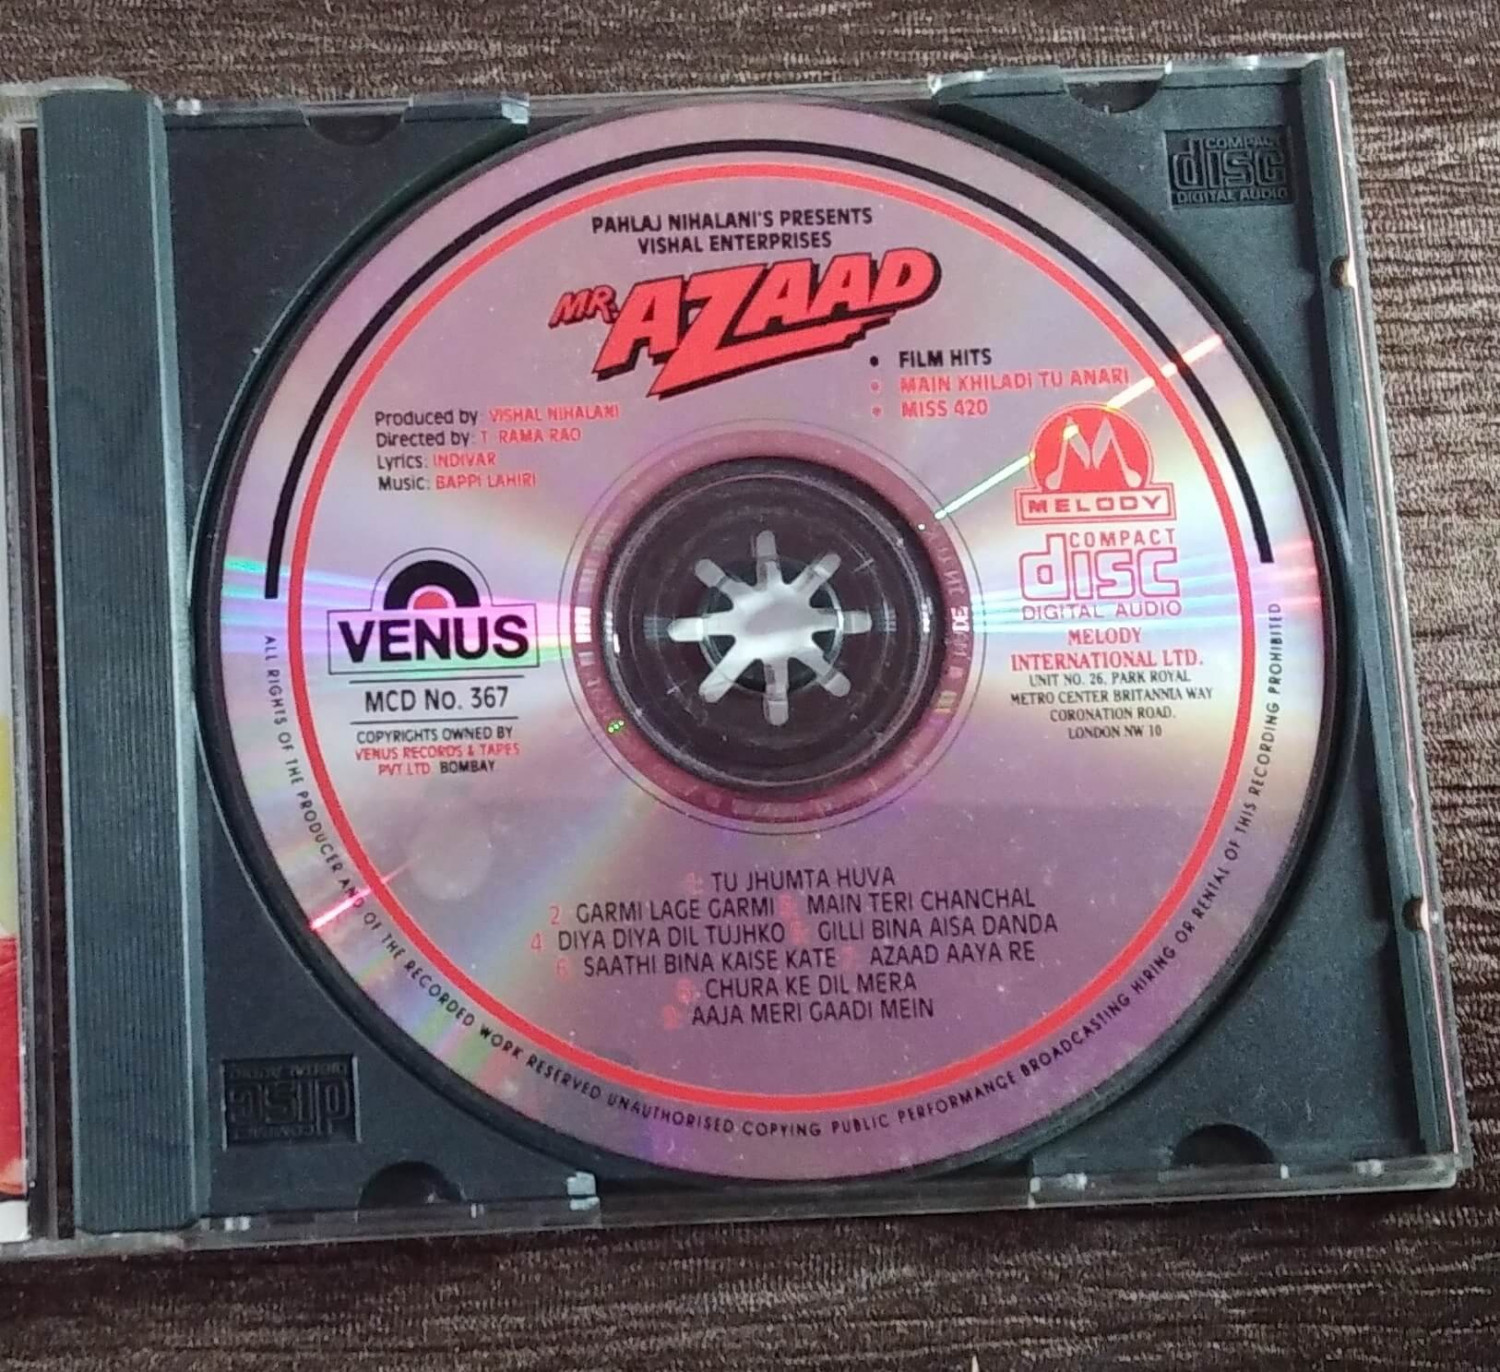 PAHLAJ NIHALANI'S PRESENTS
VISHAL ENTERPRISES
MR. AZAAD
• FILM HITS
• MAIN KHILADI TU ANARI
• MISS 420
Produced by: VISHAL NIHALANI
Directed by: T. RAMA RAO
Lyrics: INDIVAR
Music: BAPPI LAHIRI
VENUS
MCD No. 367
COPYRIGHTS OWNED BY
VENUS RECORDS & TAPES
PVT LTD BOMBAY
M
MELODY
COMPACT
disc
DIGITAL AUDIO
MELODY
INTERNATIONAL LTD.
UNIT NO. 26, PARK ROYAL
METRO CENTER BRITANNIA WAY
CORONATION ROAD.
LONDON NW 10
TU JHUMTA HUVA
2. GARMI LAGE GARMI MAIN TERI CHANCHAL
4. DIYA DIYA DIL TUJHKO GILLI BINA AISA DANDA
6. SAATHI BINA KAISE KATE 7. AZAAD AAYA RE
CHURA KE DIL MERA
AAJA MERI GAADI MEIN
ALL RIGHTS OF THE PRODUCER AND OF THE RECORDED WORK RESERVED UNAUTHORISED COPYING PUBLIC PERFORMANCE BROADCASTING HIRING OR RENTAL OF THIS RECORDING PROHIBITED
COMPACT
disc
DIGITAL AUDIO
COMPACT
disc
DIGITAL AUDIO